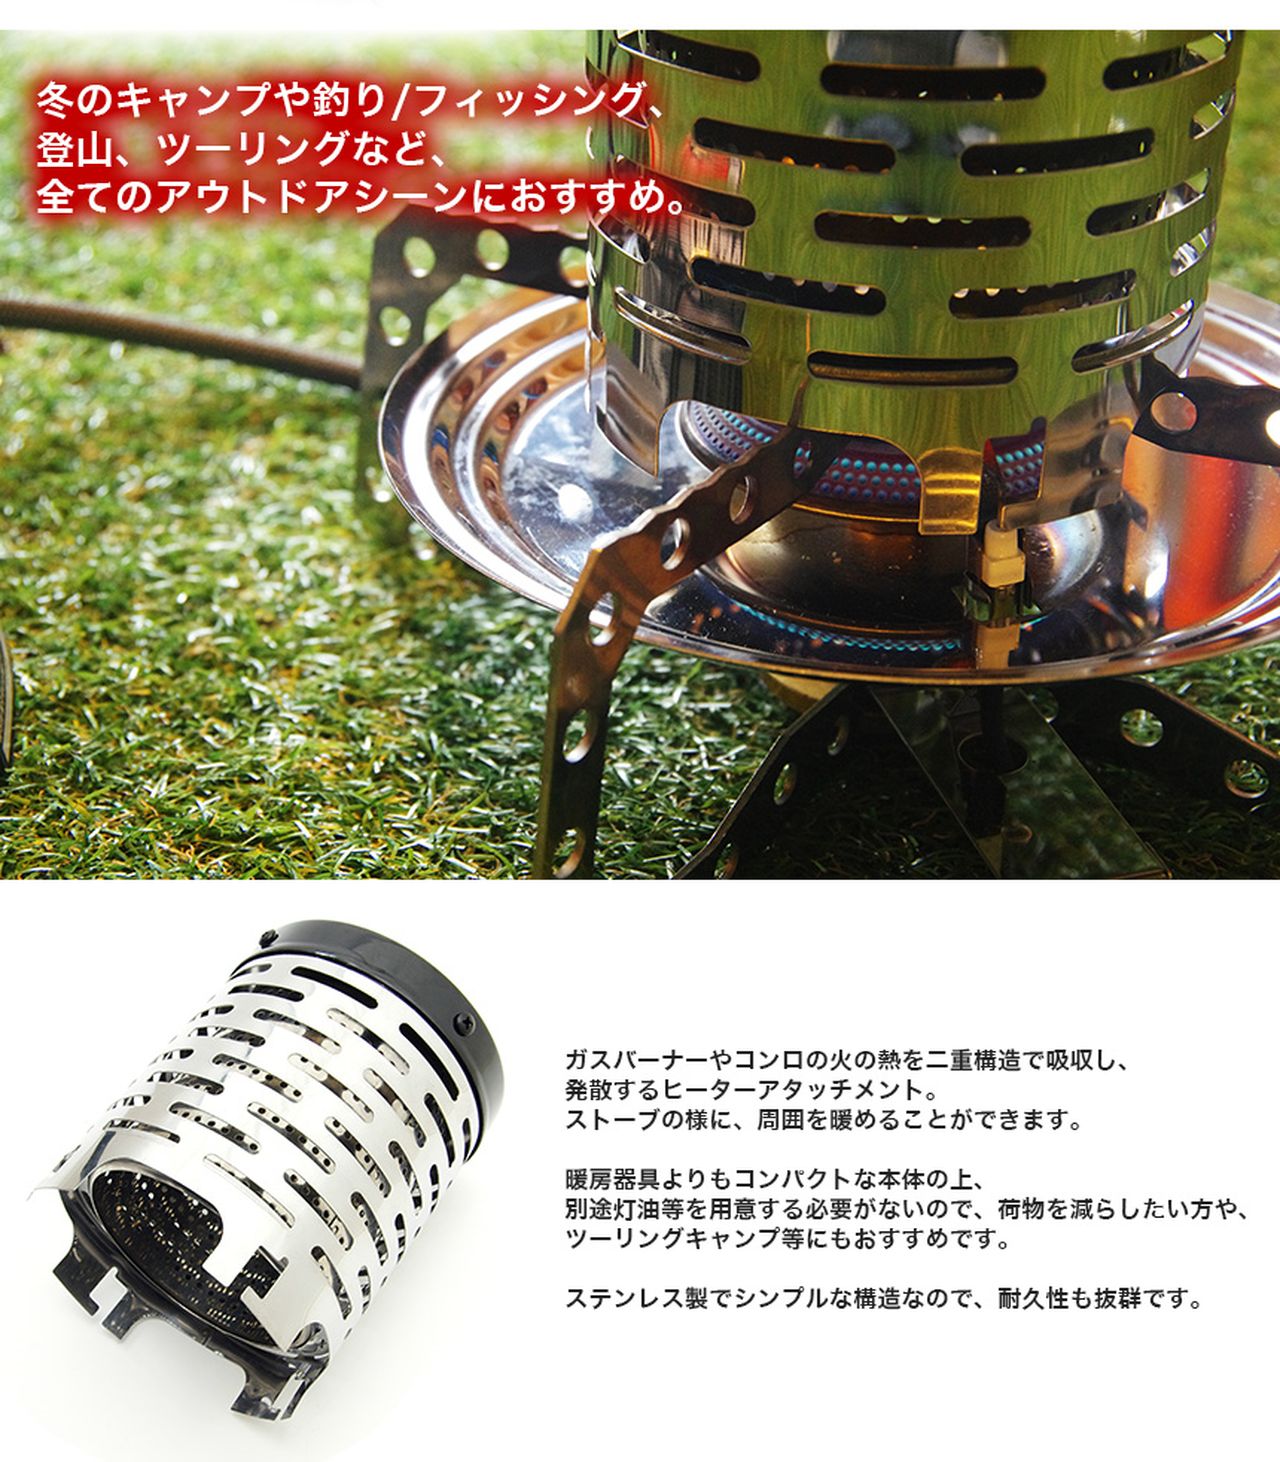 冬のキャンプや釣り/フィッシング、
登山、ツーリングなど、
全てのアウトドアシーンにおすすめ。
ガスバーナーやコンロの火の熱を二重構造で吸収し、
発散するヒーターアタッチメント。
ストーブの様に、周囲を暖めることができます。
暖房器具よりもコンパクトな本体の上、
別途灯油等を用意する必要がないので、荷物を減らしたい方や、
ツーリングキャンプ等にもおすすめです。
ステンレス製でシンプルな構造なので、耐久性も抜群です。